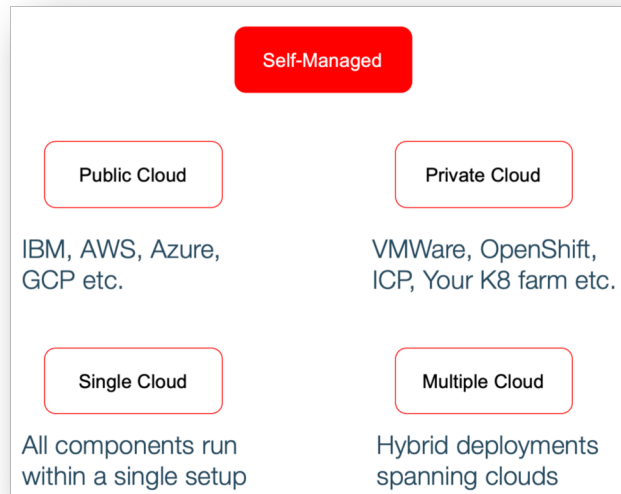 Self-Managed
Public Cloud
Private Cloud
IBM, AWS, Azure,
GCP etc.
VMWare, OpenShift,
ICP, Your K8 farm etc.
Single Cloud
Multiple Cloud
All components run
within a single setup
Hybrid deployments
spanning clouds